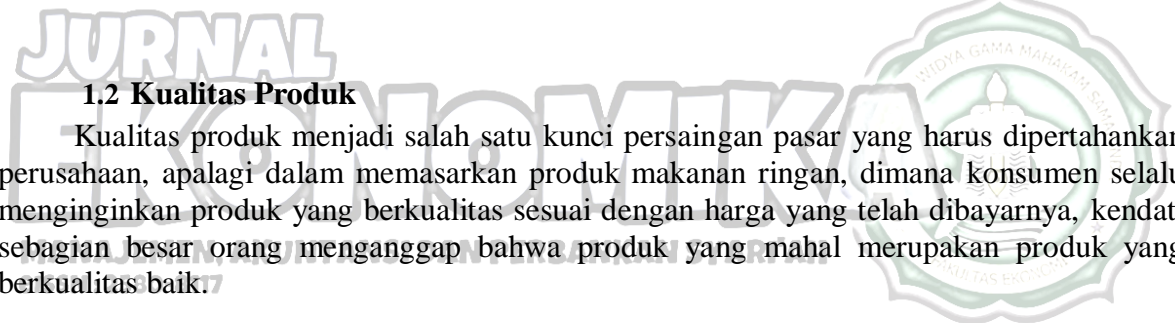 JURNAL
EKONOMIKA
1.2 Kualitas Produk
Kualitas produk menjadi salah satu kunci persaingan pasar yang harus dipertahankan
perusahaan, apalagi dalam memasarkan produk makanan ringan, dimana konsumen selalu
menginginkan produk yang berkualitas sesuai dengan harga yang telah dibayarnya, kendati
sebagian besar orang menganggap bahwa produk yang mahal merupakan produk yang
berkualitas baik.